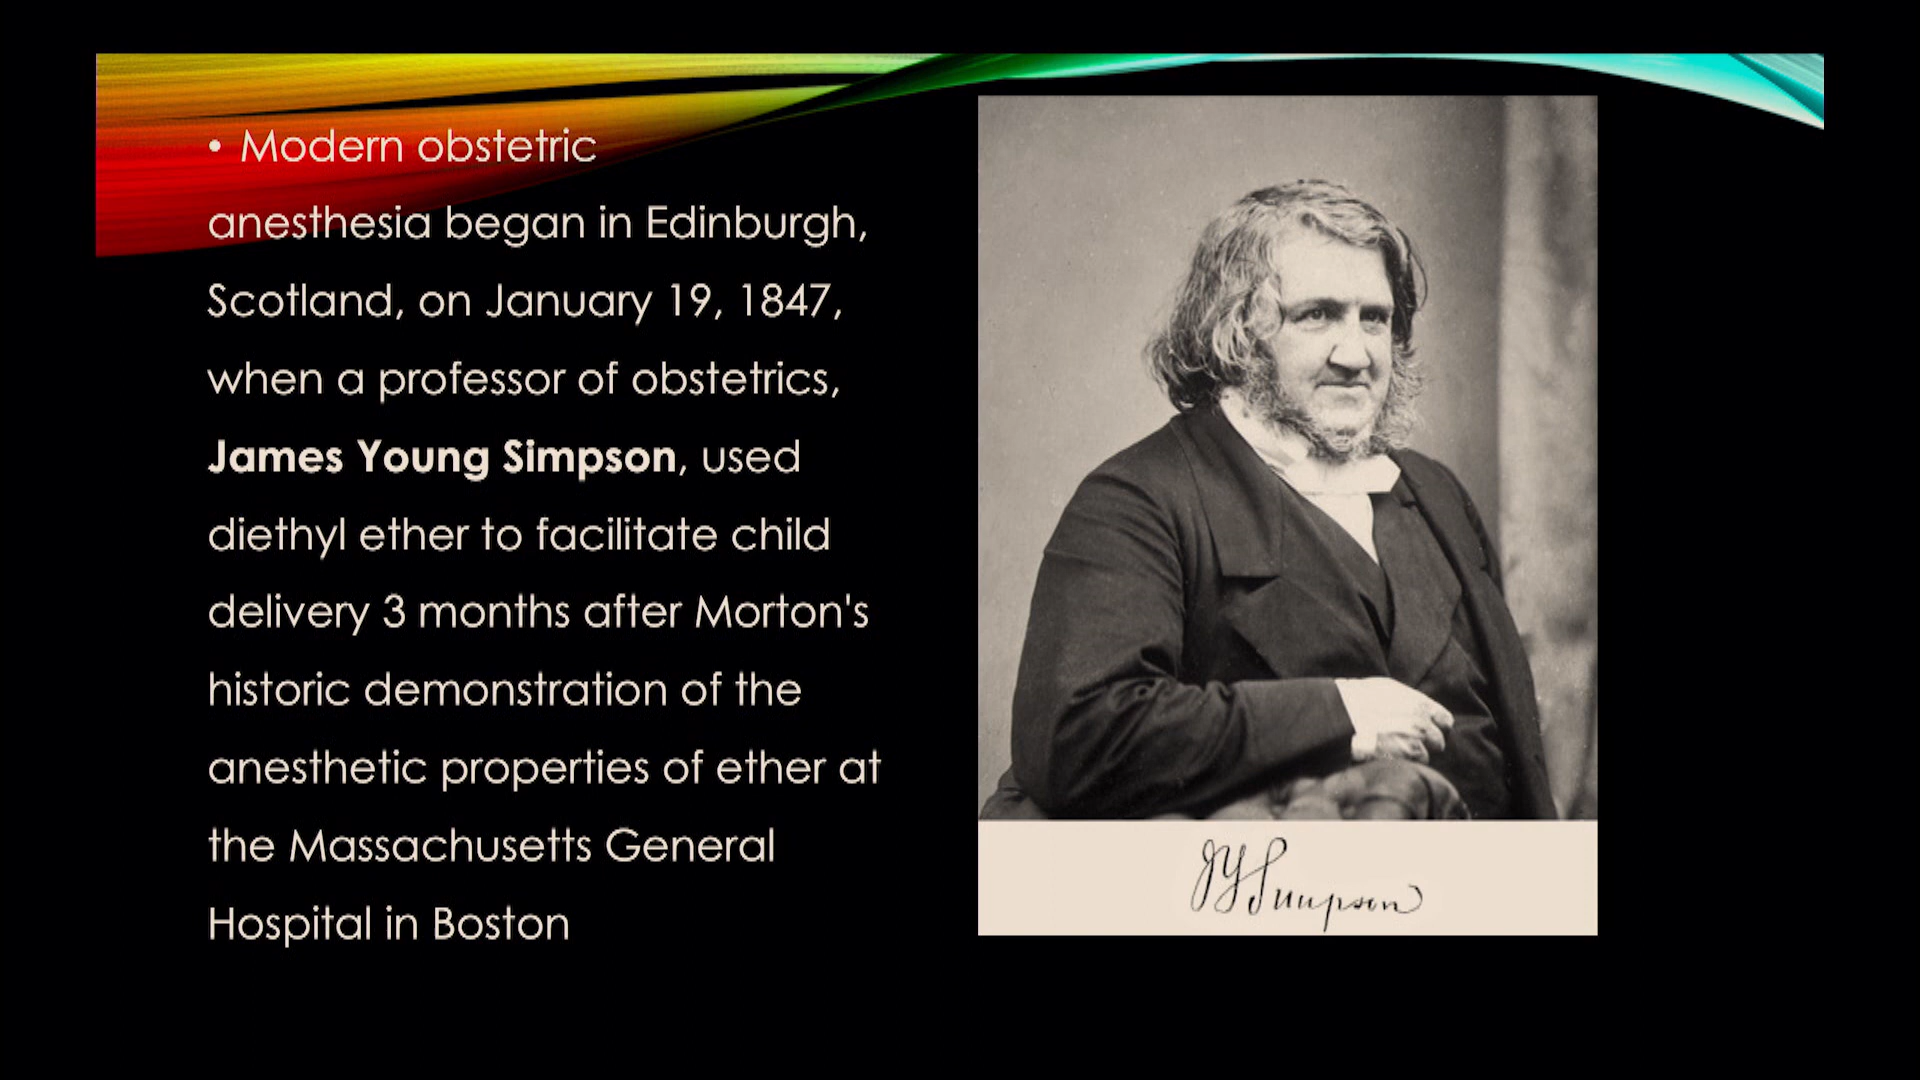 • Modern obstetric
anesthesia began in Edinburgh,
Scotland, on January 19, 1847,
when a professor of obstetrics,
James Young Simpson, used
diethyl ether to facilitate child
delivery 3 months after Morton's
historic demonstration of the
anesthetic properties of ether at
the Massachusetts General
Hospital in Boston
JYSimpson